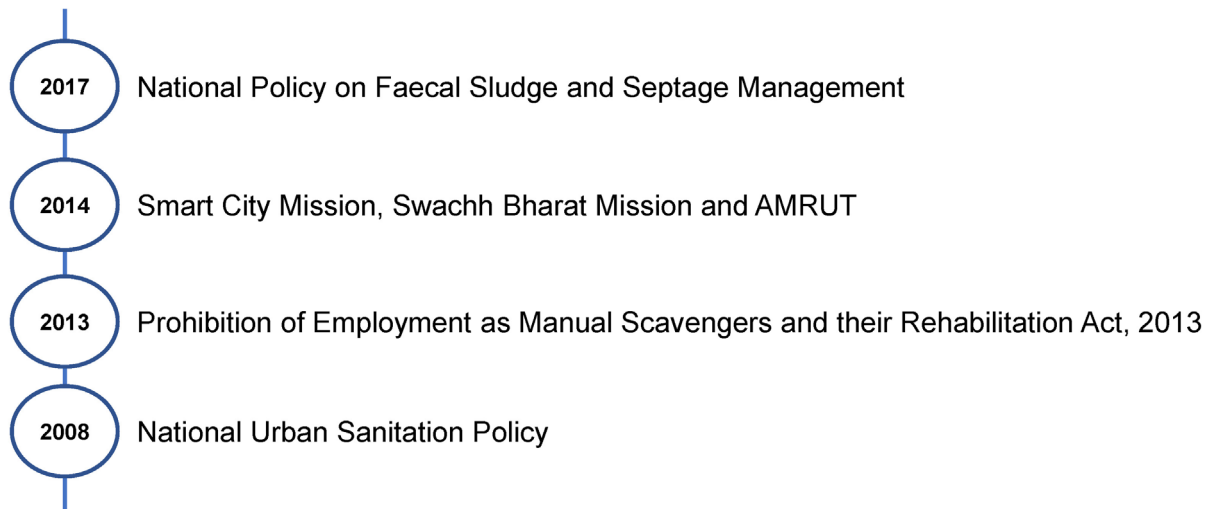 2017 National Policy on Faecal Sludge and Septage Management
2014 Smart City Mission, Swachh Bharat Mission and AMRUT
2013 Prohibition of Employment as Manual Scavengers and their Rehabilitation Act, 2013
2008 National Urban Sanitation Policy